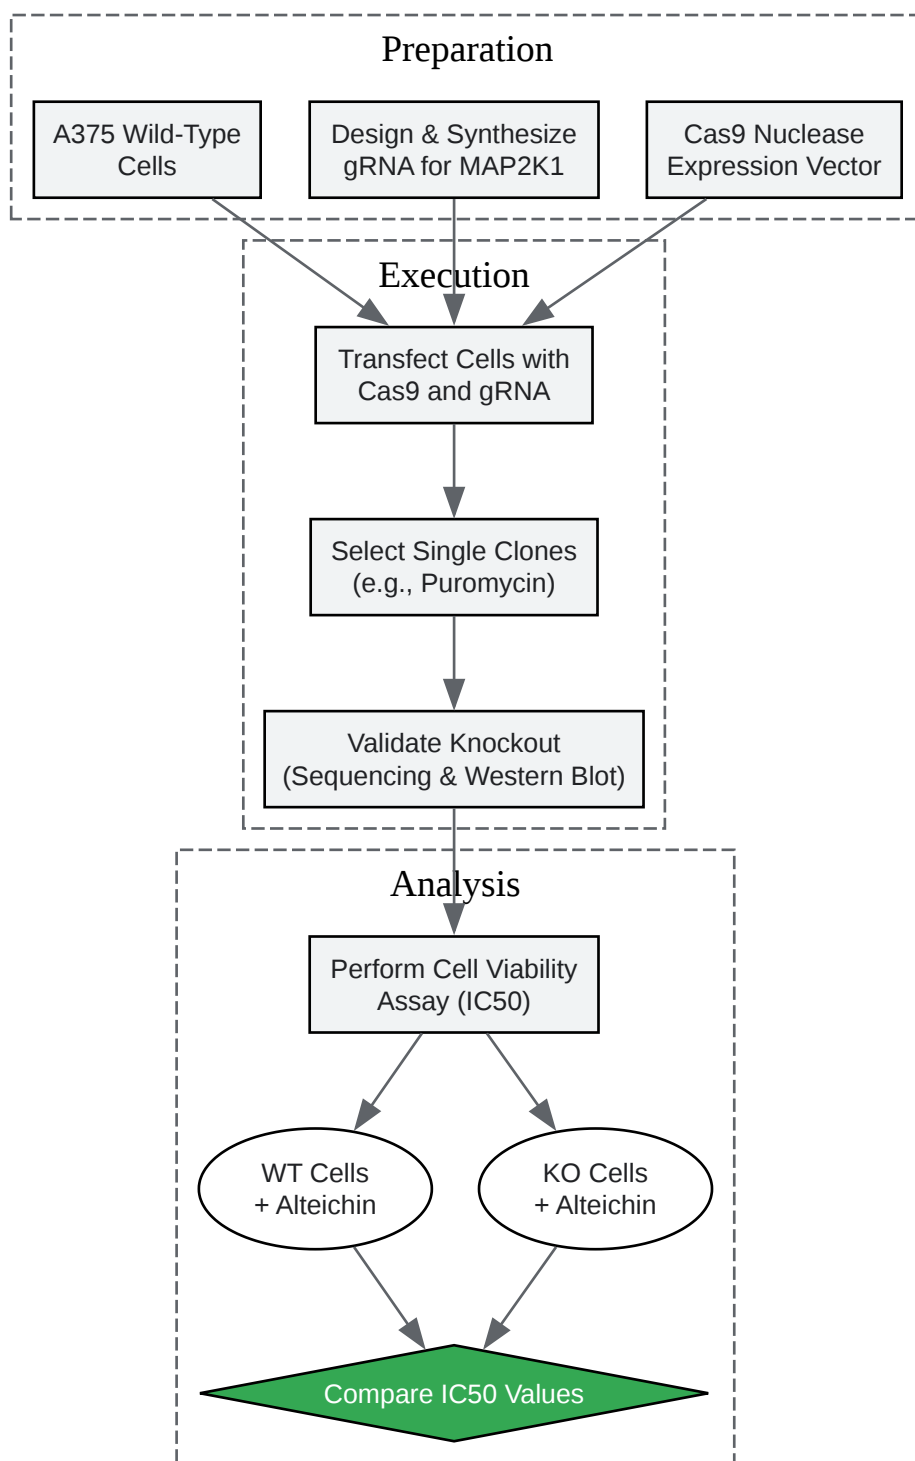 Preparation
A375 Wild-Type
Cells
Design & Synthesize
gRNA for MAP2K1
Cas9 Nuclease
Expression Vector
Execution
Transfect Cells with
Cas9 and gRNA
Select Single Clones
(e.g., Puromycin)
Validate Knockout
(Sequencing & Western Blot)
Analysis
Perform Cell Viability
Assay (IC50)
WT Cells
+ Alteichin
KO Cells
+ Alteichin
Compare IC50 Values